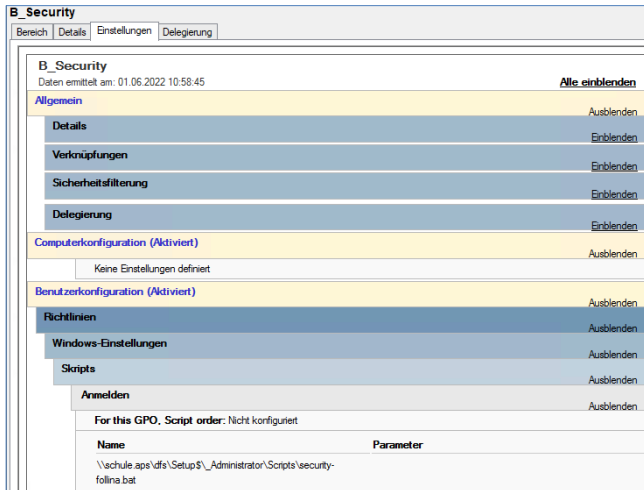 B_Security
Bereich Details Einstellungen Delegierung
B_Security
Daten ermittelt am: 01.06.2022 10:58:45 Alle einblenden
Allgemein Ausblenden
Details Einblenden
Verknüpfungen Einblenden
Sicherheitsfilterung Einblenden
Delegierung Einblenden
Computerkonfiguration (Aktiviert) Ausblenden
Keine Einstellungen definiert
Benutzerkonfiguration (Aktiviert) Ausblenden
Richtlinien Ausblenden
Windows-Einstellungen Ausblenden
Skripts Ausblenden
Anmelden Ausblenden
For this GPO, Script order: Nicht konfiguriert
Name Parameter
\\schule.aps\dfs\Setup$\_Administrator\Scripts\security-
follina.bat